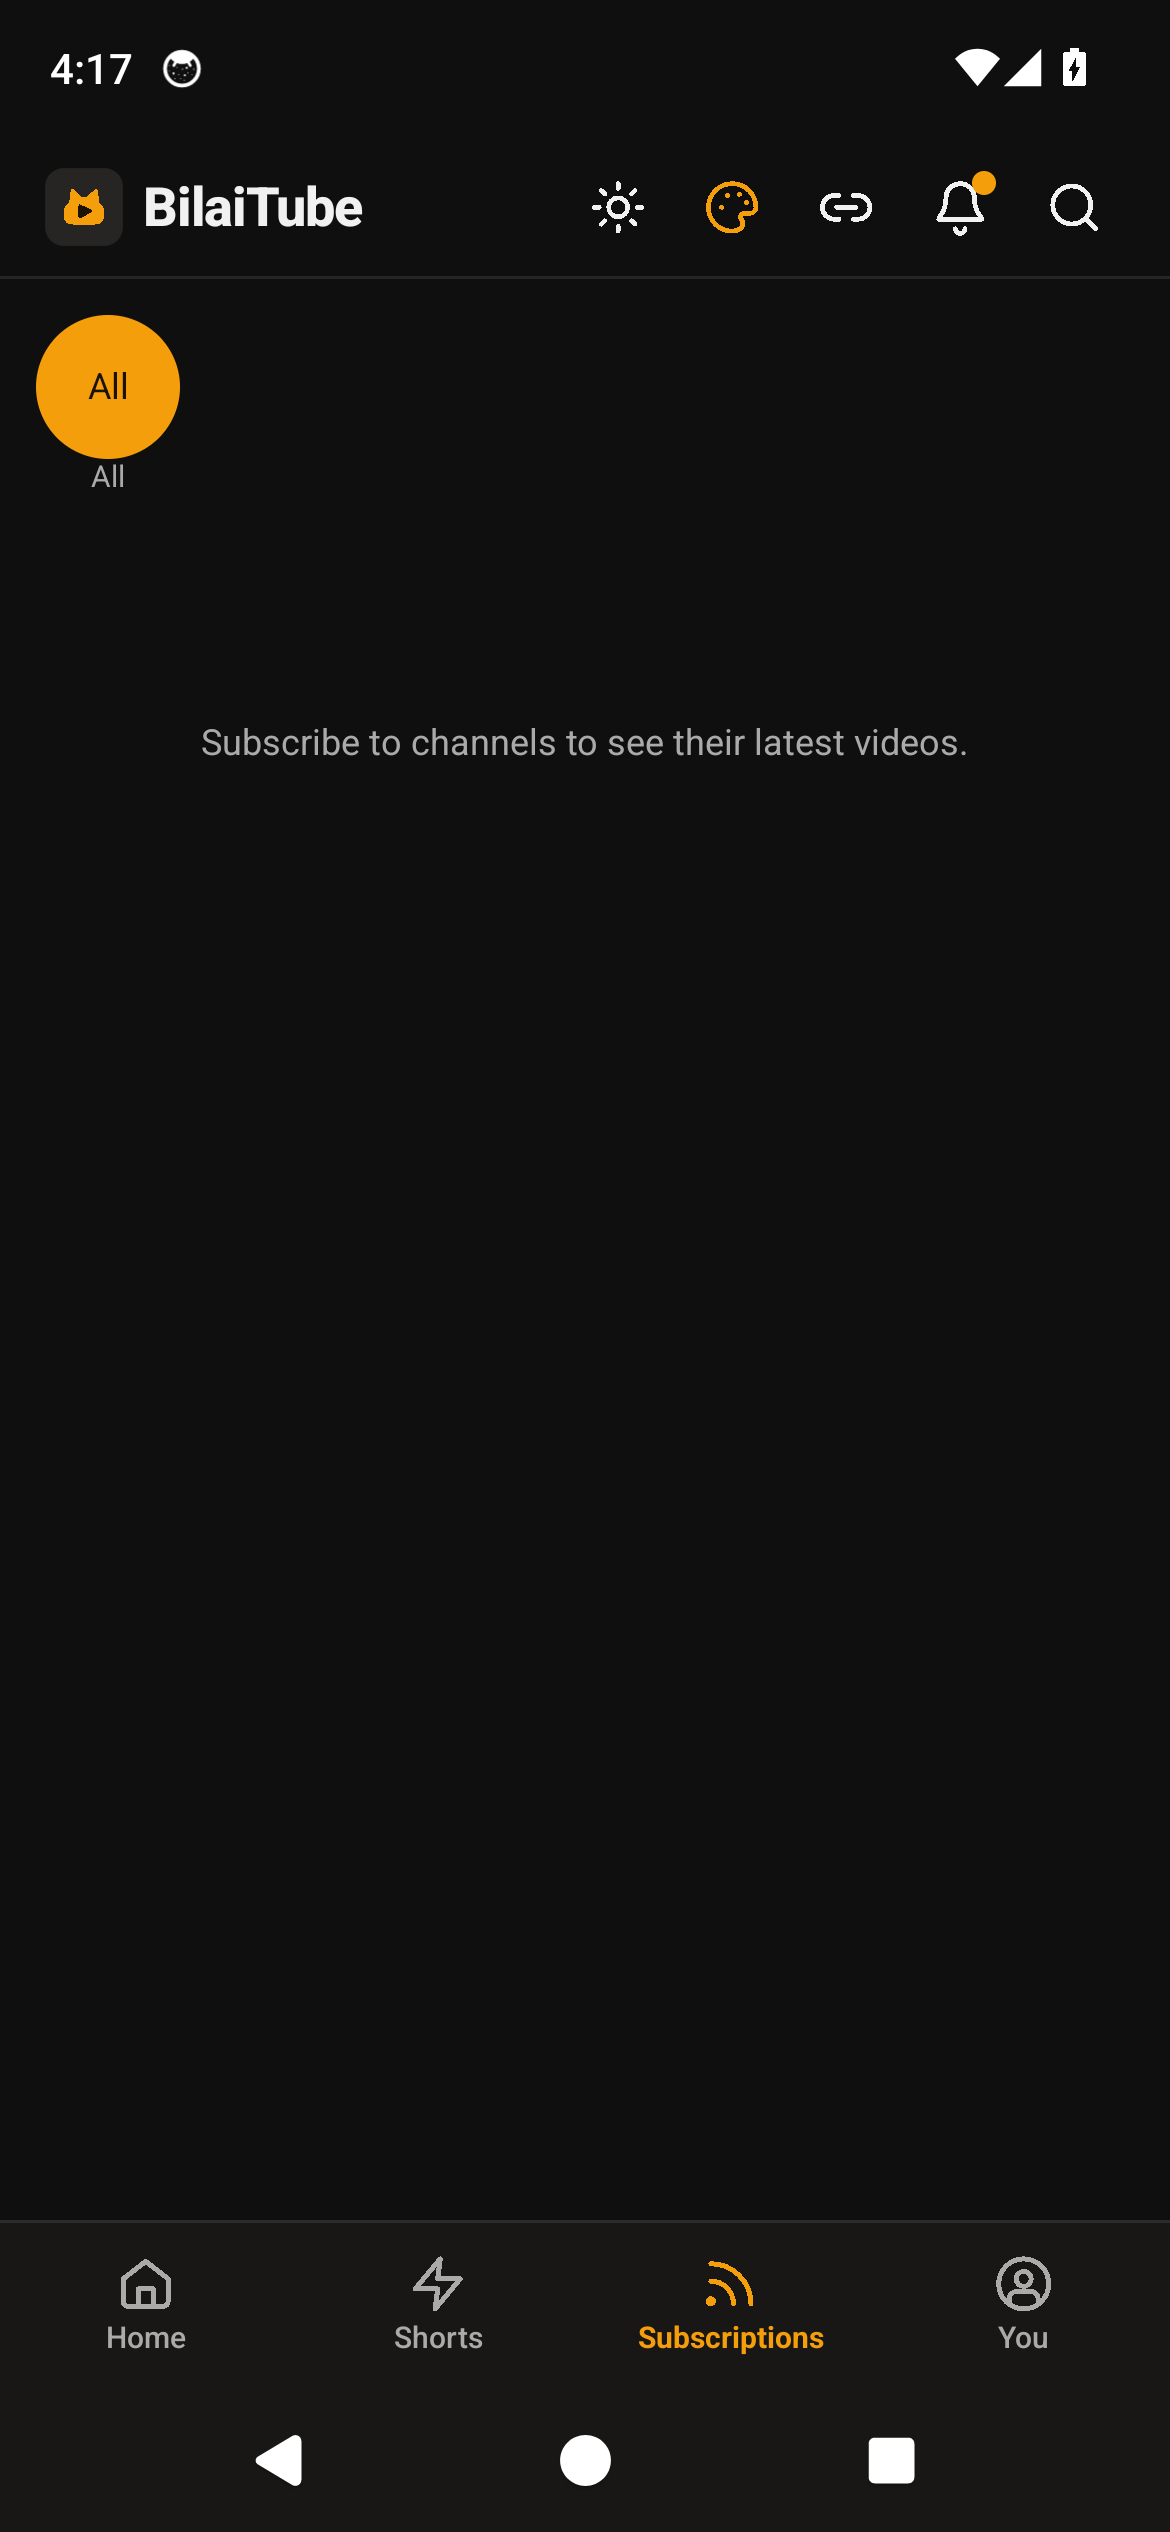 4:17
BilaiTube
All
All
Subscribe to channels to see their latest videos.
Home
Shorts
Subscriptions
You